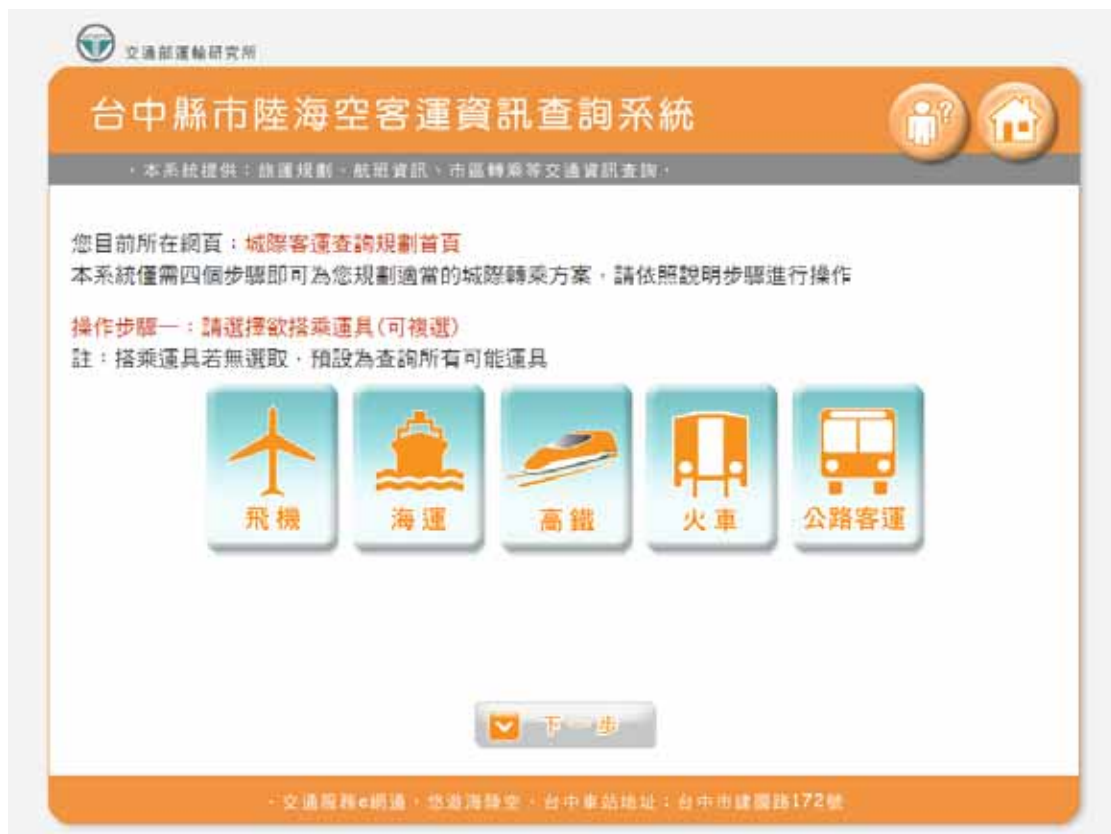 交通部運輸研究所
台中縣市陸海空客運資訊查詢系統
?
·本系統提供：旅運規劃、航班資訊、市區轉乘等交通資訊查詢·
您目前所在網頁：城際客運查詢規劃首頁
本系統僅需四個步驟即可為您規劃適當的城際轉乘方案，請依照說明步驟進行操作
操作步驟一：請選擇欲搭乘運具(可複選)
註：搭乘運具若無選取，預設為查詢所有可能運具
飛機 海運 高鐵 火車 公路客運
下一步
·交通服務e網通，悠遊海陸空·台中車站地址：台中市建國路172號